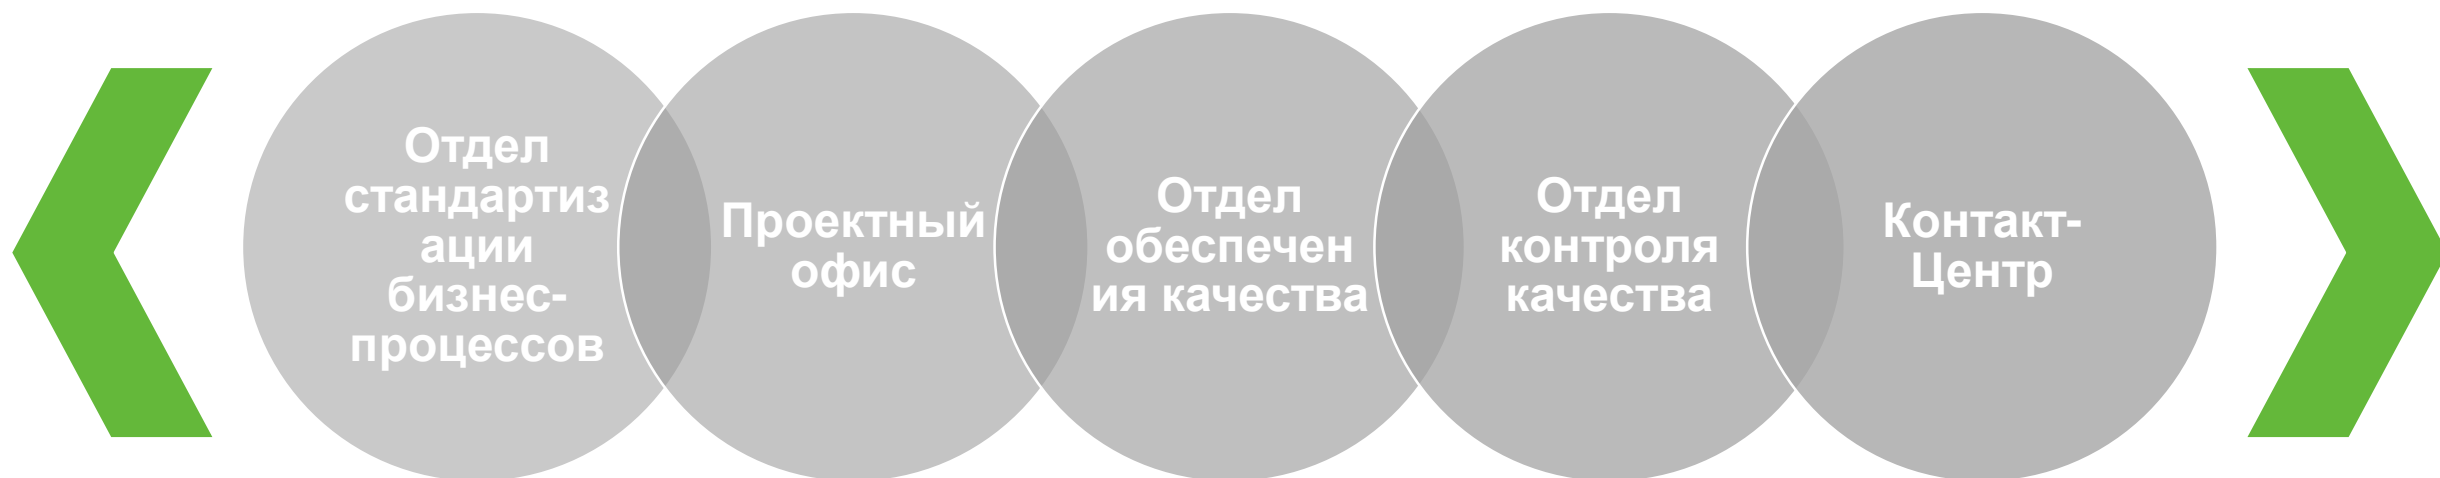 Отдел
стандартиз
ации
бизнес-
процессов
Проектный
офис
Отдел
обеспечен
ия качества
Отдел
контроля
качества
Контакт-
Центр